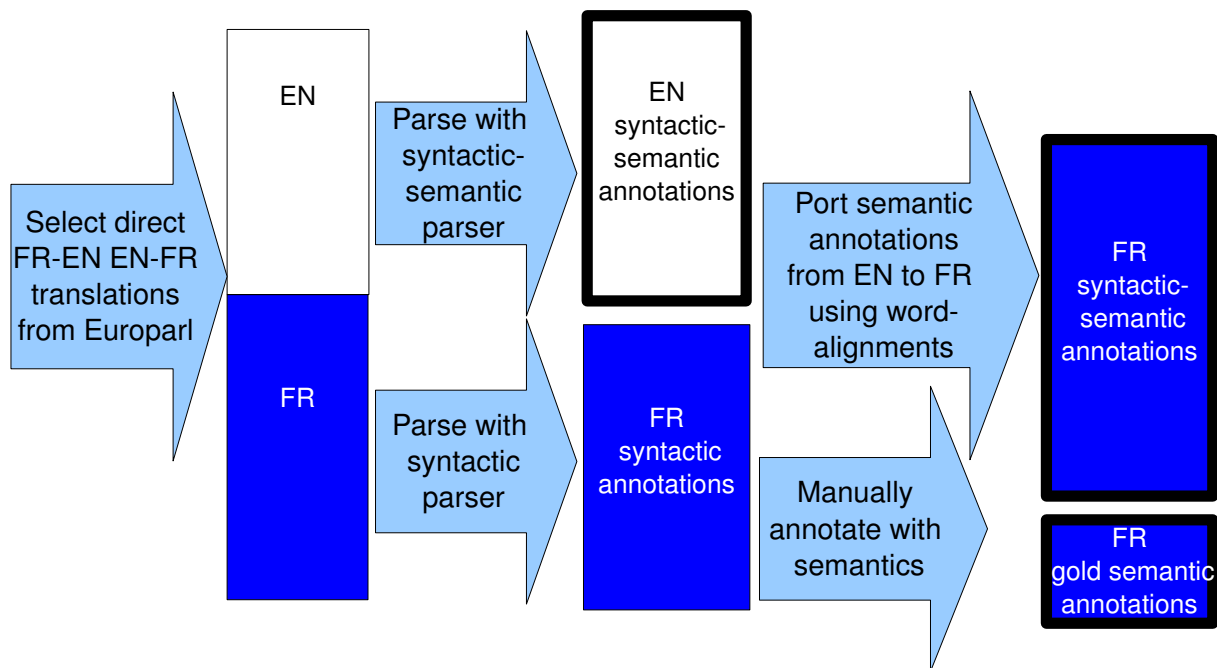 Select direct
FR-EN EN-FR
translations
from Europarl
EN
FR
Parse with
syntactic-
semantic
parser
Parse with
syntactic
parser
EN
syntactic-
semantic
annotations
FR
syntactic
annotations
Port semantic
annotations
from EN to FR
using word-
alignments
Manually
annotate with
semantics
FR
syntactic-
semantic
annotations
FR
gold semantic
annotations